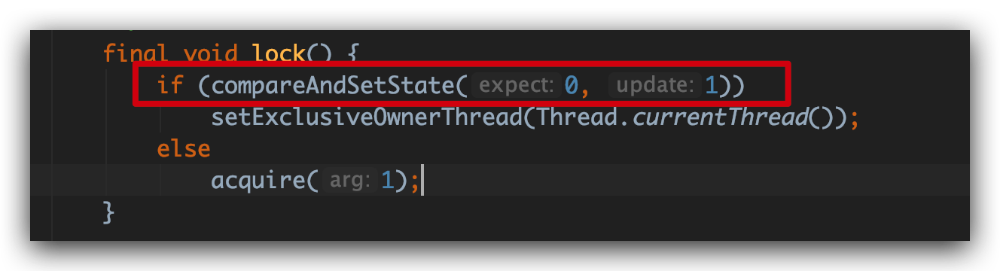 final void lock() {
if (compareAndSetState( expect: 0, update: 1))
setExclusiveOwnerThread(Thread.currentThread());
else
acquire( arg: 1);
}